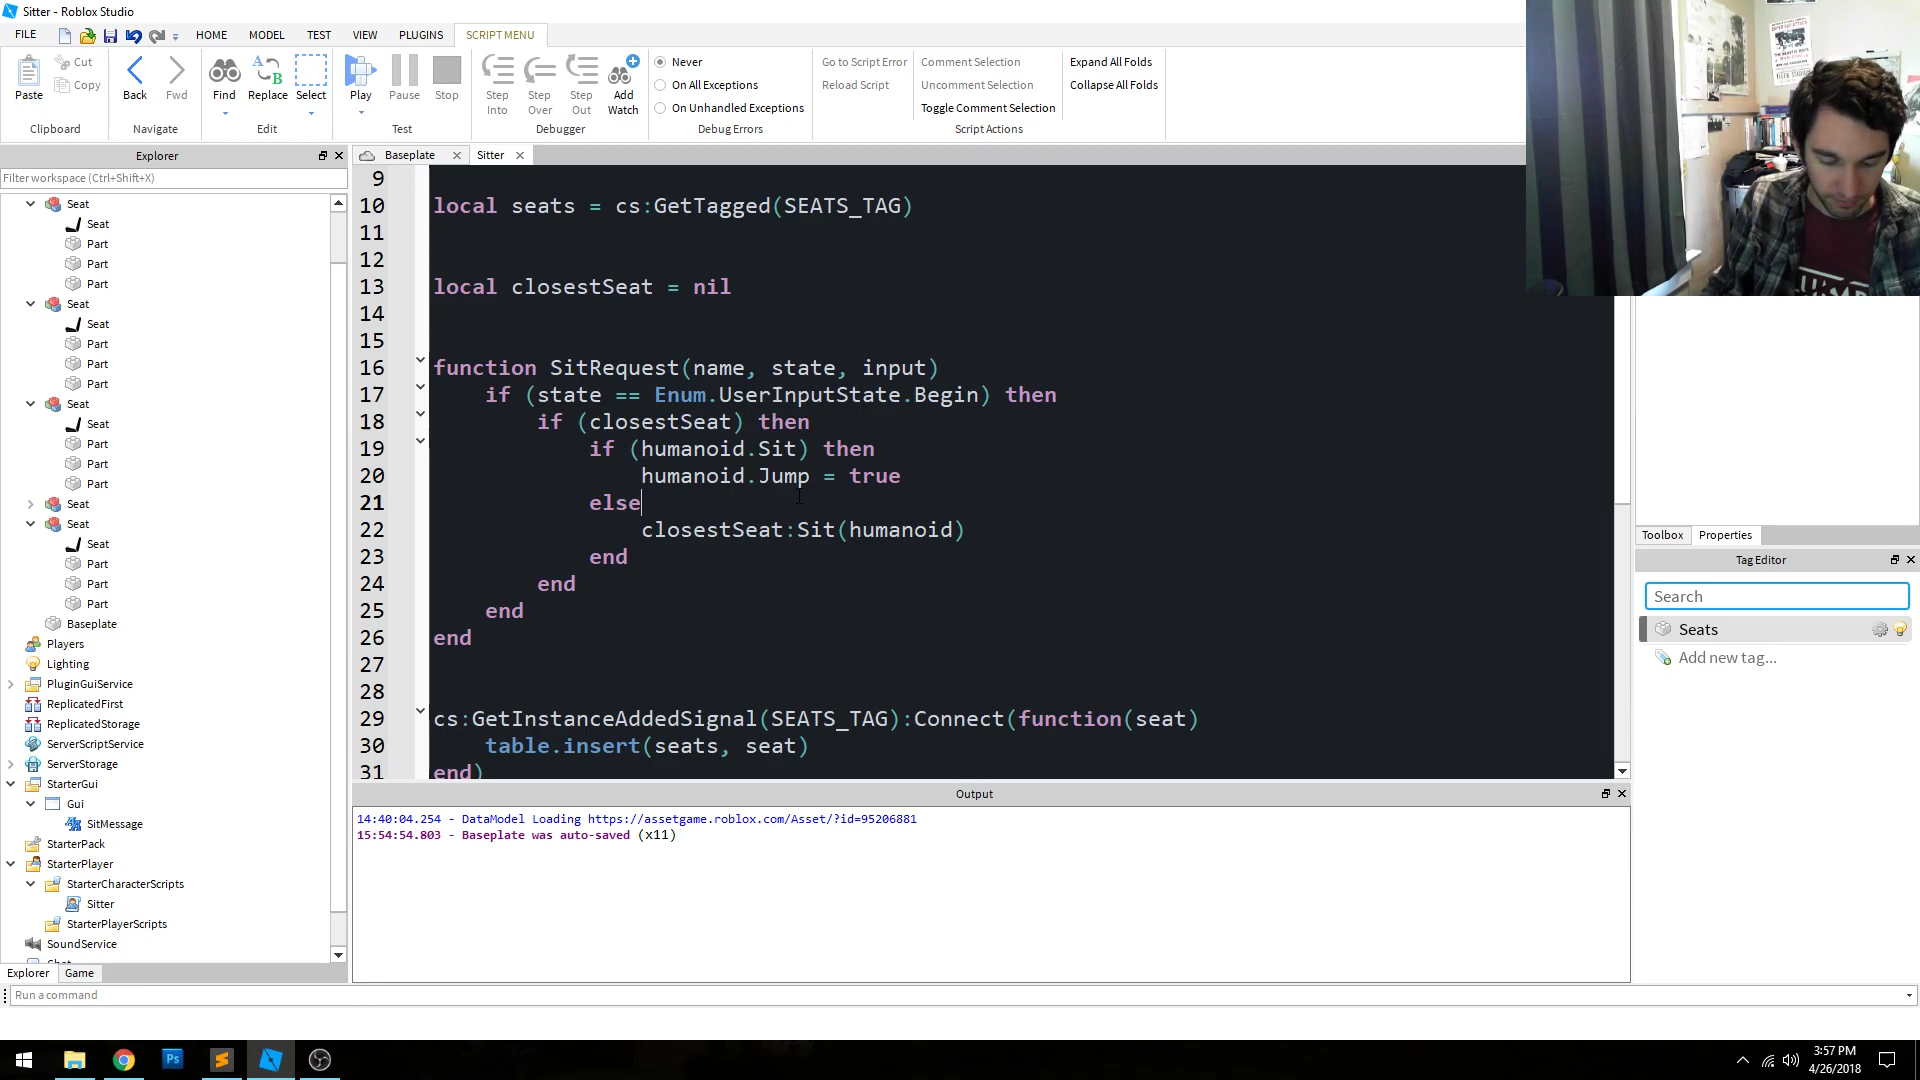 Sitter - Roblox Studio
FILE HOME MODEL TEST VIEW PLUGINS SCRIPT MENU
Paste Cut Copy Clipboard
Back Fwd Navigate
Find Replace Select Edit
Play Pause Stop Test
Step Into Step Over Step Out Add Watch Debugger
Never
On All Exceptions
On Unhandled Exceptions
Debug Errors
Go to Script Error
Reload Script
Comment Selection
Uncomment Selection
Toggle Comment Selection
Script Actions
Expand All Folds
Collapse All Folds
Explorer
Filter workspace (Ctrl+Shift+X)
Seat
Seat
Part
Part
Part
Seat
Seat
Part
Part
Part
Seat
Seat
Part
Part
Part
Seat
Seat
Seat
Part
Part
Part
Baseplate
Players
Lighting
PluginGuiService
ReplicatedFirst
ReplicatedStorage
ServerScriptService
ServerStorage
StarterGui
Gui
SitMessage
StarterPack
StarterPlayer
StarterCharacterScripts
Sitter
StarterPlayerScripts
SoundService
Explorer Game
Run a command
Baseplate Sitter
9
10 local seats = cs:GetTagged(SEATS_TAG)
11
12
13 local closestSeat = nil
14
15
16 function SitRequest(name, state, input)
17 if (state == Enum.UserInputState.Begin) then
18 if (closestSeat) then
19 if (humanoid.Sit) then
20 humanoid.Jump = true
21 else
22 closestSeat:Sit(humanoid)
23 end
24 end
25 end
26 end
27
28
29 cs:GetInstanceAddedSignal(SEATS_TAG):Connect(function(seat)
30 table.insert(seats, seat)
31 end)
Output
14:40:04.254 - DataModel Loading https://assetgame.roblox.com/Asset/?id=95206881
15:54:54.803 - Baseplate was auto-saved (x11)
Toolbox Properties
Tag Editor
Search
Seats
Add new tag...
Ps
3:57 PM
4/26/2018